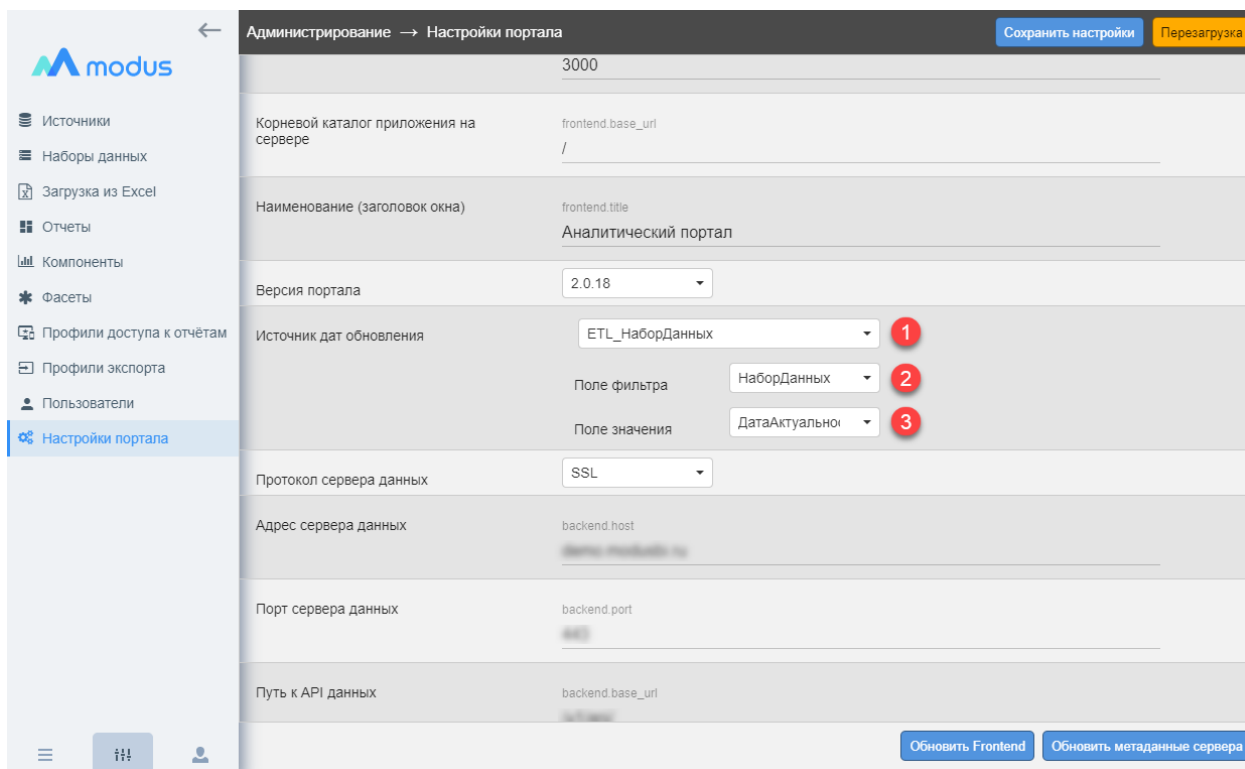 Администрирование → Настройки портала
Сохранить настройки
Перезагрузка
modus
Источники
Наборы данных
Загрузка из Excel
Отчеты
Компоненты
Фасеты
Профили доступа к отчётам
Профили экспорта
Пользователи
Настройки портала
3000
Корневой каталог приложения на
сервере
frontend.base_url
/
Наименование (заголовок окна)
frontend.title
Аналитический портал
Версия портала
2.0.18
Источник дат обновления
ETL_НаборДанных
1
Поле фильтра
НаборДанных
2
Поле значения
ДатаАктуально
3
Протокол сервера данных
SSL
Адрес сервера данных
backend.host
Порт сервера данных
backend.port
Путь к API данных
backend.base_url
Обновить Frontend
Обновить метаданные сервера